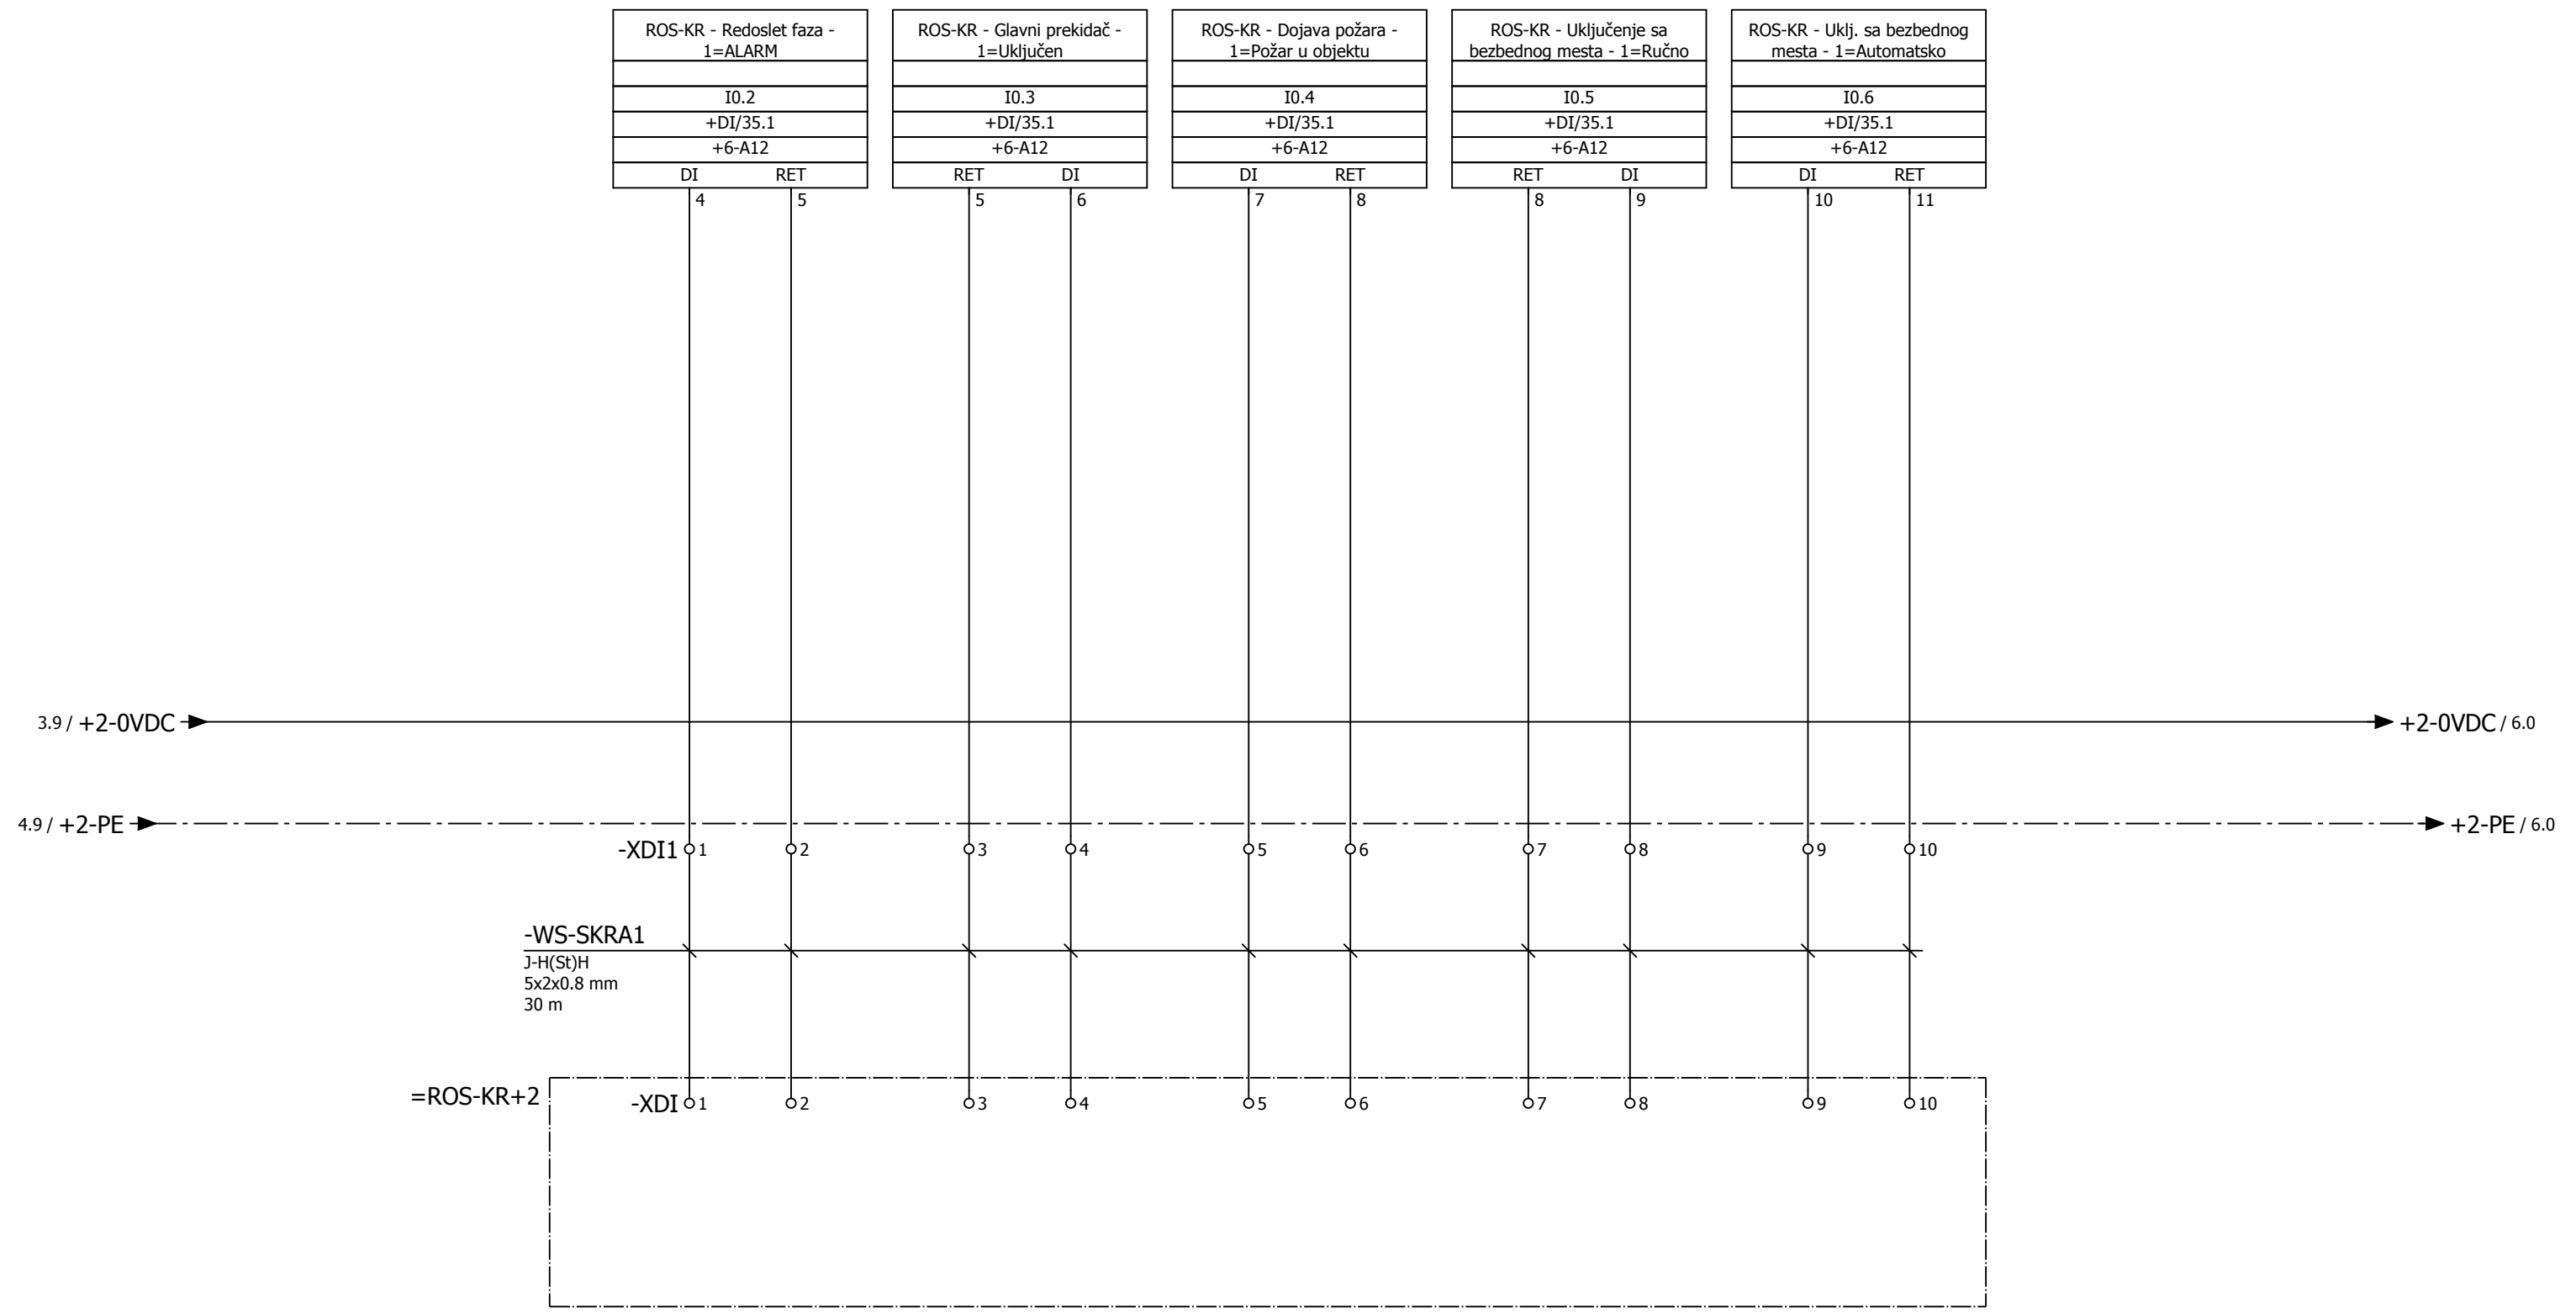 ROS-KR - Redoslet faza -
1=ALARM
I0.2
+DI/35.1
+6-A12
DI RET
4 5
ROS-KR - Glavni prekidač -
1=Uključen
I0.3
+DI/35.1
+6-A12
RET DI
5 6
ROS-KR - Dojava požara -
1=Požar u objektu
I0.4
+DI/35.1
+6-A12
DI RET
7 8
ROS-KR - Uključenje sa
bezbednog mesta - 1=Ručno
I0.5
+DI/35.1
+6-A12
RET DI
8 9
ROS-KR - Uklj. sa bezbednog
mesta - 1=Automatsko
I0.6
+DI/35.1
+6-A12
DI RET
10 11
3.9 / +2-0VDC +2-0VDC / 6.0
4.9 / +2-PE +2-PE / 6.0
-XDI1 1 2 3 4 5 6 7 8 9 10
-WS-SKRA1
J-H(St)H
5x2x0.8 mm
30 m
=ROS-KR+2
-XDI 1 2 3 4 5 6 7 8 9 10